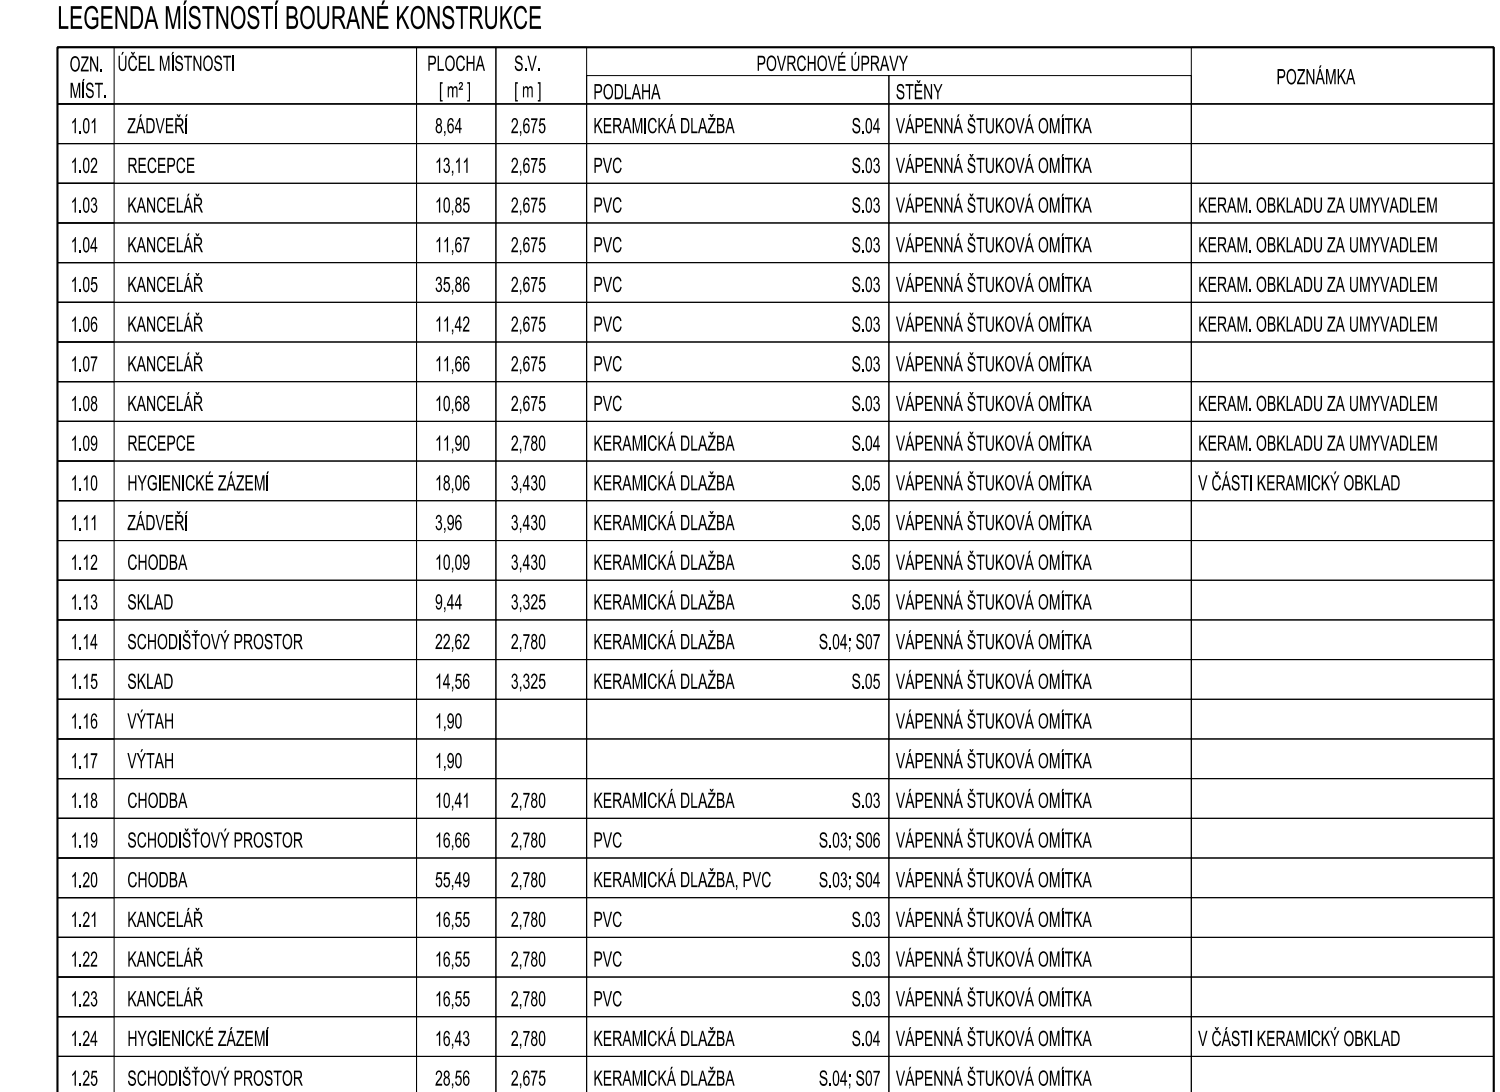 LEGENDA MÍSTNOSTÍ BOURANÉ KONSTRUKCE
OZN. MÍST. ÚČEL MÍSTNOSTI PLOCHA [ m² ] S.V. [ m ] POVRCHOVÉ ÚPRAVY POZNÁMKA
PODLAHA STĚNY
1.01 ZÁDVEŘÍ 8,64 2,675 KERAMICKÁ DLAŽBA S.04 VÁPENNÁ ŠTUKOVÁ OMÍTKA
1.02 RECEPCE 13,11 2,675 PVC S.03 VÁPENNÁ ŠTUKOVÁ OMÍTKA
1.03 KANCELÁŘ 10,85 2,675 PVC S.03 VÁPENNÁ ŠTUKOVÁ OMÍTKA KERAM. OBKLADU ZA UMYVADLEM
1.04 KANCELÁŘ 11,67 2,675 PVC S.03 VÁPENNÁ ŠTUKOVÁ OMÍTKA KERAM. OBKLADU ZA UMYVADLEM
1.05 KANCELÁŘ 35,86 2,675 PVC S.03 VÁPENNÁ ŠTUKOVÁ OMÍTKA KERAM. OBKLADU ZA UMYVADLEM
1.06 KANCELÁŘ 11,42 2,675 PVC S.03 VÁPENNÁ ŠTUKOVÁ OMÍTKA KERAM. OBKLADU ZA UMYVADLEM
1.07 KANCELÁŘ 11,66 2,675 PVC S.03 VÁPENNÁ ŠTUKOVÁ OMÍTKA
1.08 KANCELÁŘ 10,68 2,675 PVC S.03 VÁPENNÁ ŠTUKOVÁ OMÍTKA KERAM. OBKLADU ZA UMYVADLEM
1.09 RECEPCE 11,90 2,780 KERAMICKÁ DLAŽBA S.04 VÁPENNÁ ŠTUKOVÁ OMÍTKA KERAM. OBKLADU ZA UMYVADLEM
1.10 HYGIENICKÉ ZÁZEMÍ 18,06 3,430 KERAMICKÁ DLAŽBA S.05 VÁPENNÁ ŠTUKOVÁ OMÍTKA V ČÁSTI KERAMICKÝ OBKLAD
1.11 ZÁDVEŘÍ 3,96 3,430 KERAMICKÁ DLAŽBA S.05 VÁPENNÁ ŠTUKOVÁ OMÍTKA
1.12 CHODBA 10,09 3,430 KERAMICKÁ DLAŽBA S.05 VÁPENNÁ ŠTUKOVÁ OMÍTKA
1.13 SKLAD 9,44 3,325 KERAMICKÁ DLAŽBA S.05 VÁPENNÁ ŠTUKOVÁ OMÍTKA
1.14 SCHODIŠŤOVÝ PROSTOR 22,62 2,780 KERAMICKÁ DLAŽBA S.04; S07 VÁPENNÁ ŠTUKOVÁ OMÍTKA
1.15 SKLAD 14,56 3,325 KERAMICKÁ DLAŽBA S.05 VÁPENNÁ ŠTUKOVÁ OMÍTKA
1.16 VÝTAH 1,90 VÁPENNÁ ŠTUKOVÁ OMÍTKA
1.17 VÝTAH 1,90 VÁPENNÁ ŠTUKOVÁ OMÍTKA
1.18 CHODBA 10,41 2,780 KERAMICKÁ DLAŽBA S.03 VÁPENNÁ ŠTUKOVÁ OMÍTKA
1.19 SCHODIŠŤOVÝ PROSTOR 16,66 2,780 PVC S.03; S06 VÁPENNÁ ŠTUKOVÁ OMÍTKA
1.20 CHODBA 55,49 2,780 KERAMICKÁ DLAŽBA, PVC S.03; S04 VÁPENNÁ ŠTUKOVÁ OMÍTKA
1.21 KANCELÁŘ 16,55 2,780 PVC S.03 VÁPENNÁ ŠTUKOVÁ OMÍTKA
1.22 KANCELÁŘ 16,55 2,780 PVC S.03 VÁPENNÁ ŠTUKOVÁ OMÍTKA
1.23 KANCELÁŘ 16,55 2,780 PVC S.03 VÁPENNÁ ŠTUKOVÁ OMÍTKA
1.24 HYGIENICKÉ ZÁZEMÍ 16,43 2,780 KERAMICKÁ DLAŽBA S.04 VÁPENNÁ ŠTUKOVÁ OMÍTKA V ČÁSTI KERAMICKÝ OBKLAD
1.25 SCHODIŠŤOVÝ PROSTOR 28,56 2,675 KERAMICKÁ DLAŽBA S.04; S07 VÁPENNÁ ŠTUKOVÁ OMÍTKA